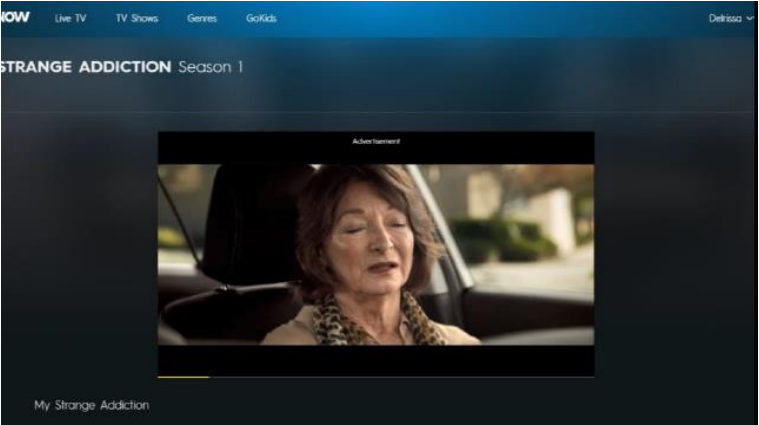 NOW Live TV TV Shows Genres GoKids Delrissa
STRANGE ADDICTION Season 1
Advertisement
My Strange Addiction